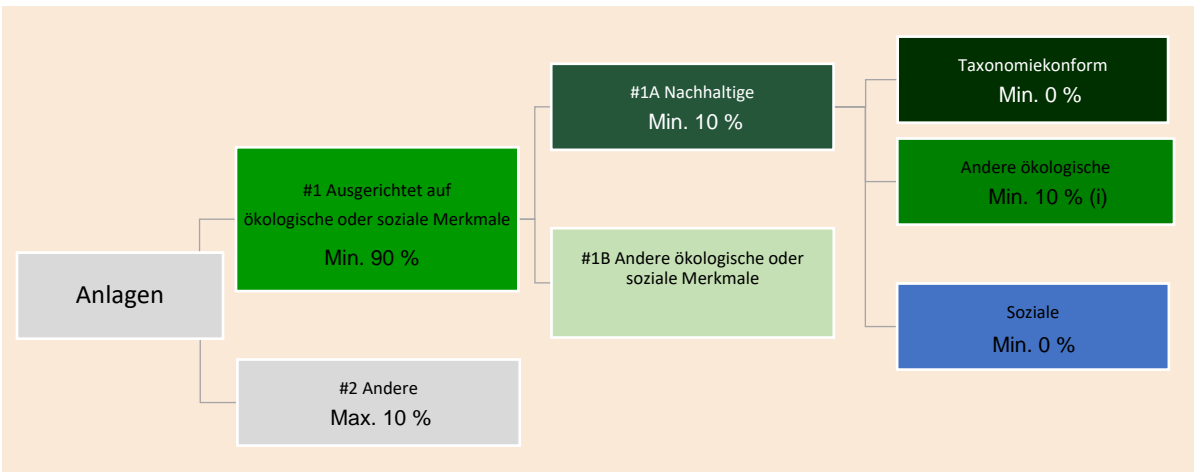 Anlagen
#1 Ausgerichtet auf
ökologische oder soziale Merkmale
Min. 90 %
#2 Andere
Max. 10 %
#1A Nachhaltige
Min. 10 %
#1B Andere ökologische oder
soziale Merkmale
Taxonomiekonform
Min. 0 %
Andere ökologische
Min. 10 % (i)
Soziale
Min. 0 %